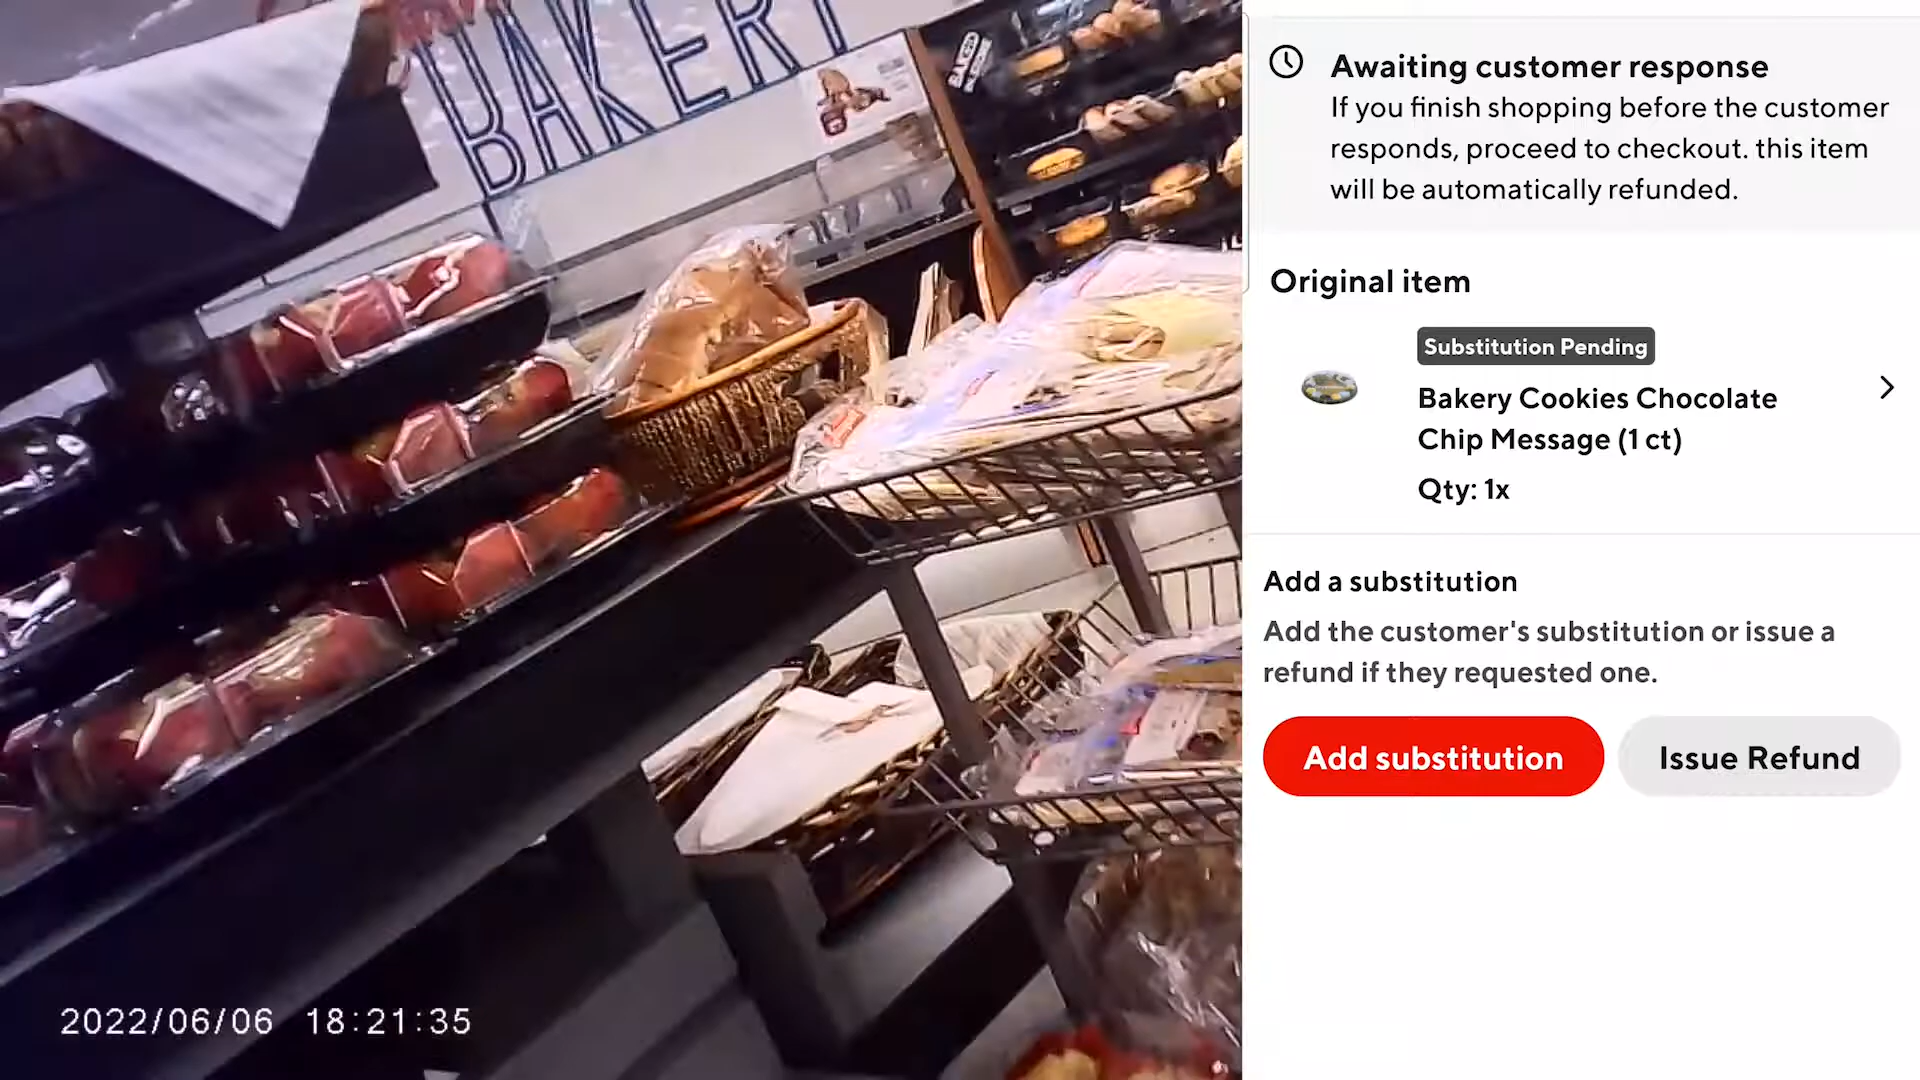 BAKERY
BAKED
2022/06/06 18:21:35
Awaiting customer response
If you finish shopping before the customer
responds, proceed to checkout. this item
will be automatically refunded.
Original item
Substitution Pending
Bakery Cookies Chocolate
Chip Message (1 ct)
Qty: 1x
Add a substitution
Add the customer's substitution or issue a
refund if they requested one.
Add substitution
Issue Refund